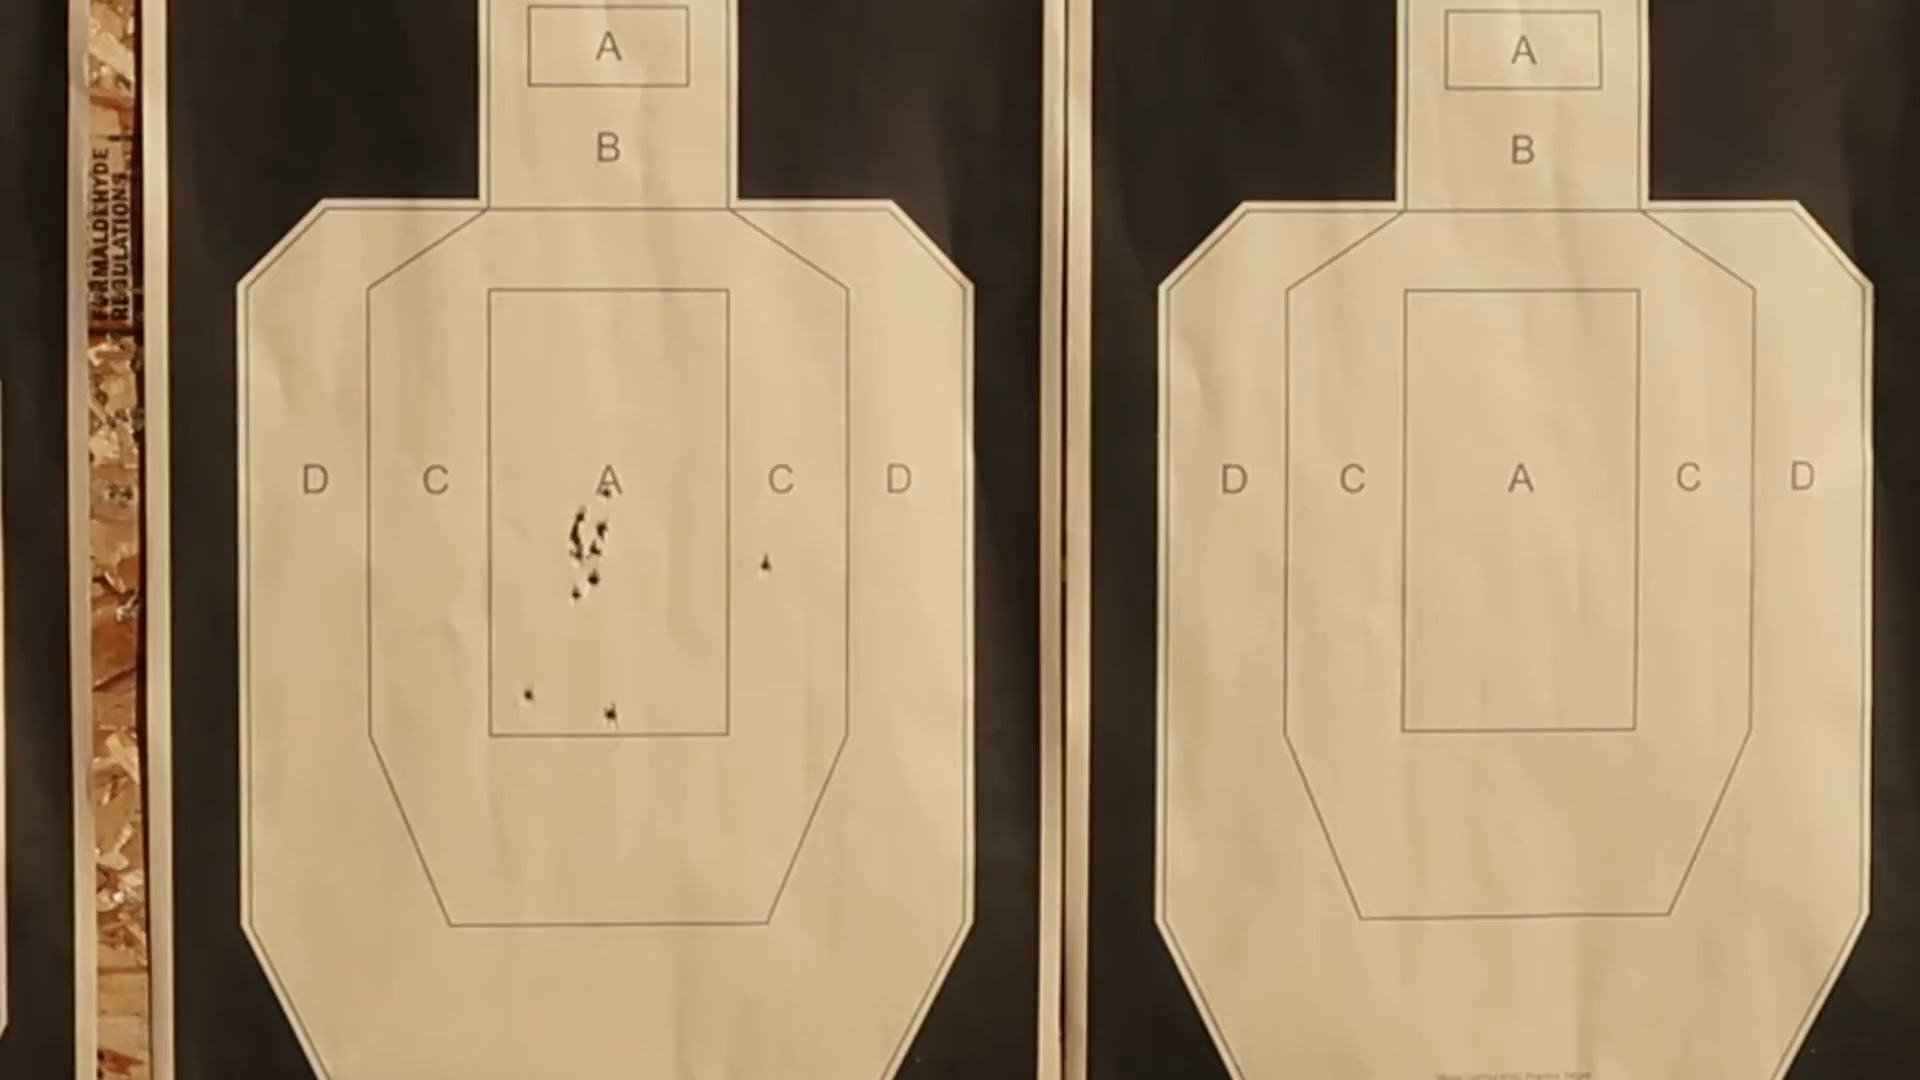 FORMALDEHYDE
REGULATIONS
A
B
D C A C D
A
B
D C A C D